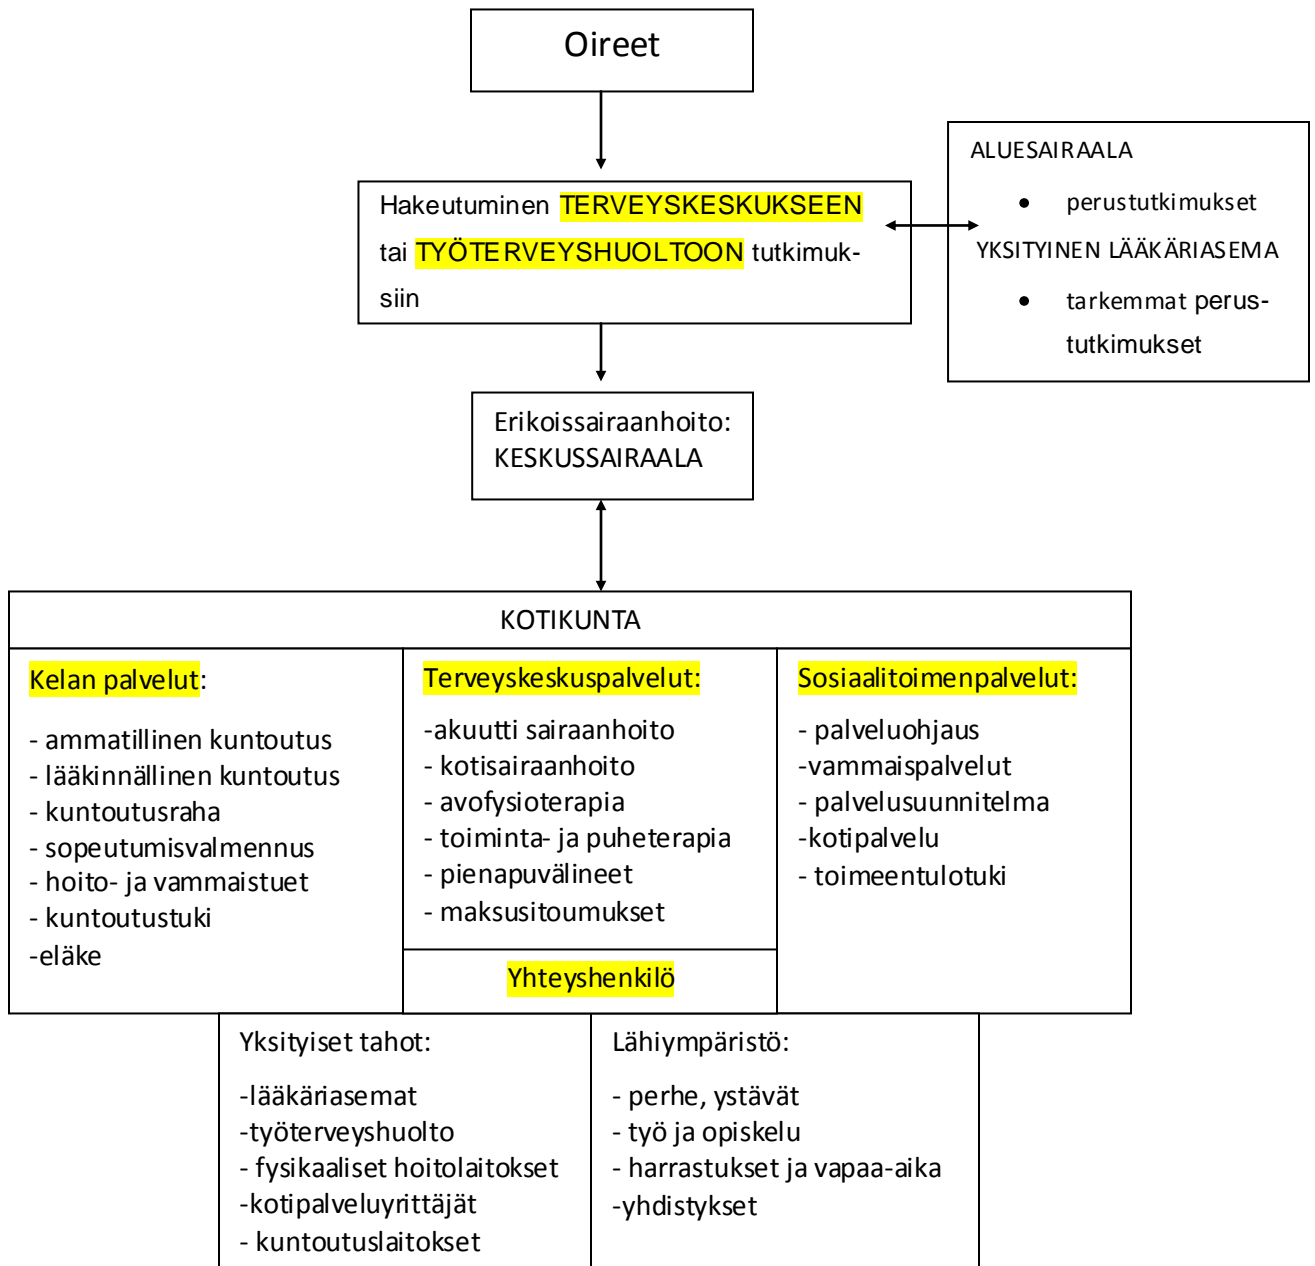 Oireet
Hakeutuminen TERVEYSKESKUKSEEN
tai TYÖTERVEYSHUOLTOON tutkimuk-
siin
ALUESAIRAALA
• perustutkimukset
YKSITYINEN LÄÄKÄRIASEMA
• tarkemmat perus-
tutkimukset
Erikoissairaanhoito:
KESKUSSAIRAALA
KOTIKUNTA
Kelan palvelut:
- ammatillinen kuntoutus
- lääkinnällinen kuntoutus
- kuntoutusraha
- sopeutumisvalmennus
- hoito- ja vammaistuet
- kuntoutustuki
-eläke
Terveyskeskuspalvelut:
-akuutti sairaanhoito
- kotisairaanhoito
- avofysioterapia
- toiminta- ja puheterapia
- pienapuvälineet
- maksusitoumukset
Yhteyshenkilö
Sosiaalitoimenpalvelut:
- palveluohjaus
-vammaispalvelut
- palvelusuunnitelma
-kotipalvelu
- toimeentulotuki
Yksityiset tahot:
-lääkäriasemat
-työterveyshuolto
- fysikaaliset hoitolaitokset
-kotipalveluyrittäjät
- kuntoutuslaitokset
Lähiympäristö:
- perhe, ystävät
- työ ja opiskelu
- harrastukset ja vapaa-aika
-yhdistykset